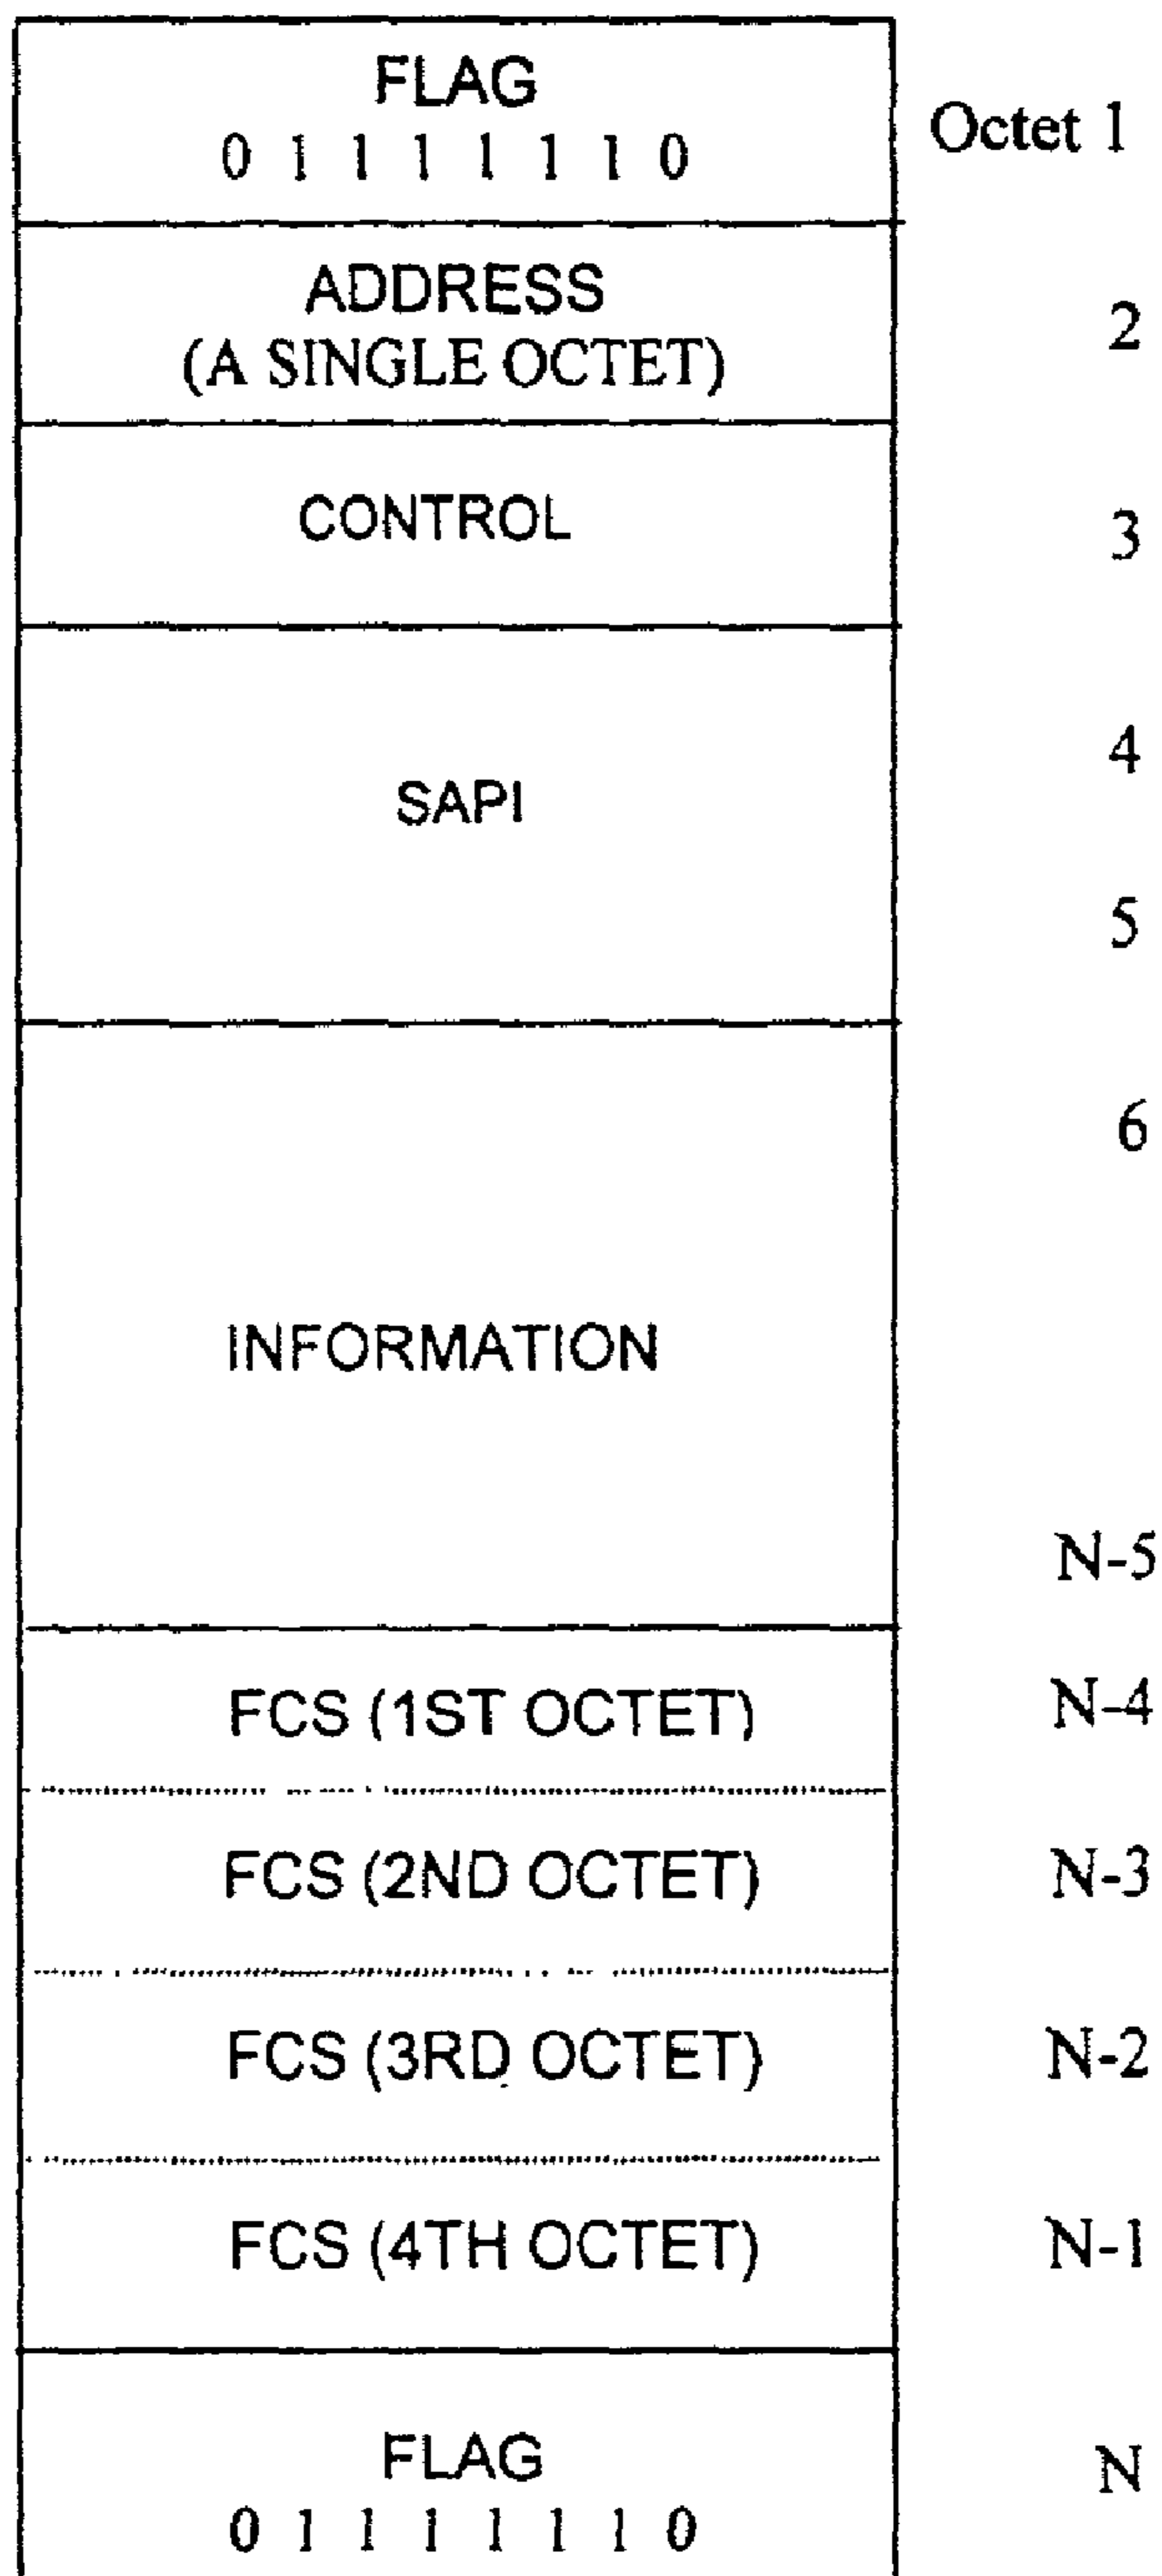 FLAG
0 1 1 1 1 1 1 0 Octet 1
ADDRESS
(A SINGLE OCTET) 2
CONTROL 3
4
SAPI
5
6
INFORMATION
N-5
FCS (1ST OCTET) N-4
FCS (2ND OCTET) N-3
FCS (3RD OCTET) N-2
FCS (4TH OCTET) N-1
FLAG N
0 1 1 1 1 1 1 0